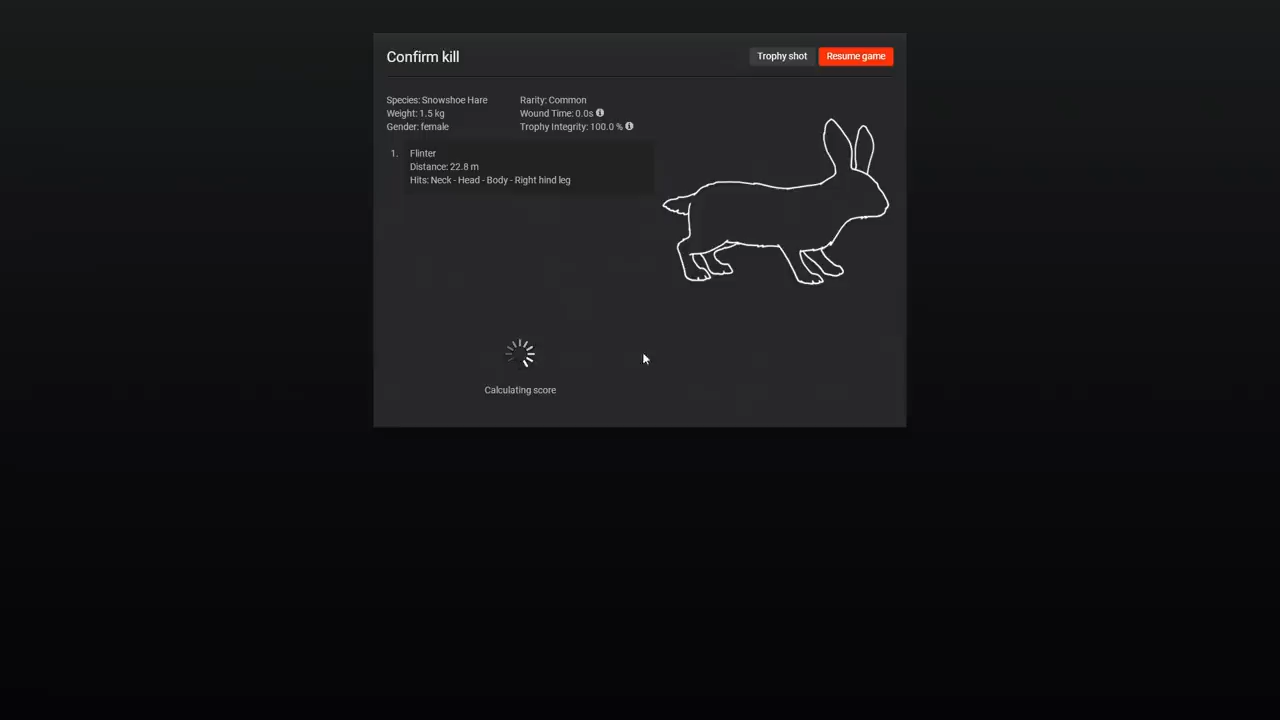 Confirm kill
Trophy shot
Resume game
Species: Snowshoe Hare
Weight: 1.5 kg
Gender: female
Rarity: Common
Wound Time: 0.0s
Trophy Integrity: 100.0 %
1. Flinter
Distance: 22.8 m
Hits: Neck - Head - Body - Right hind leg
Calculating score